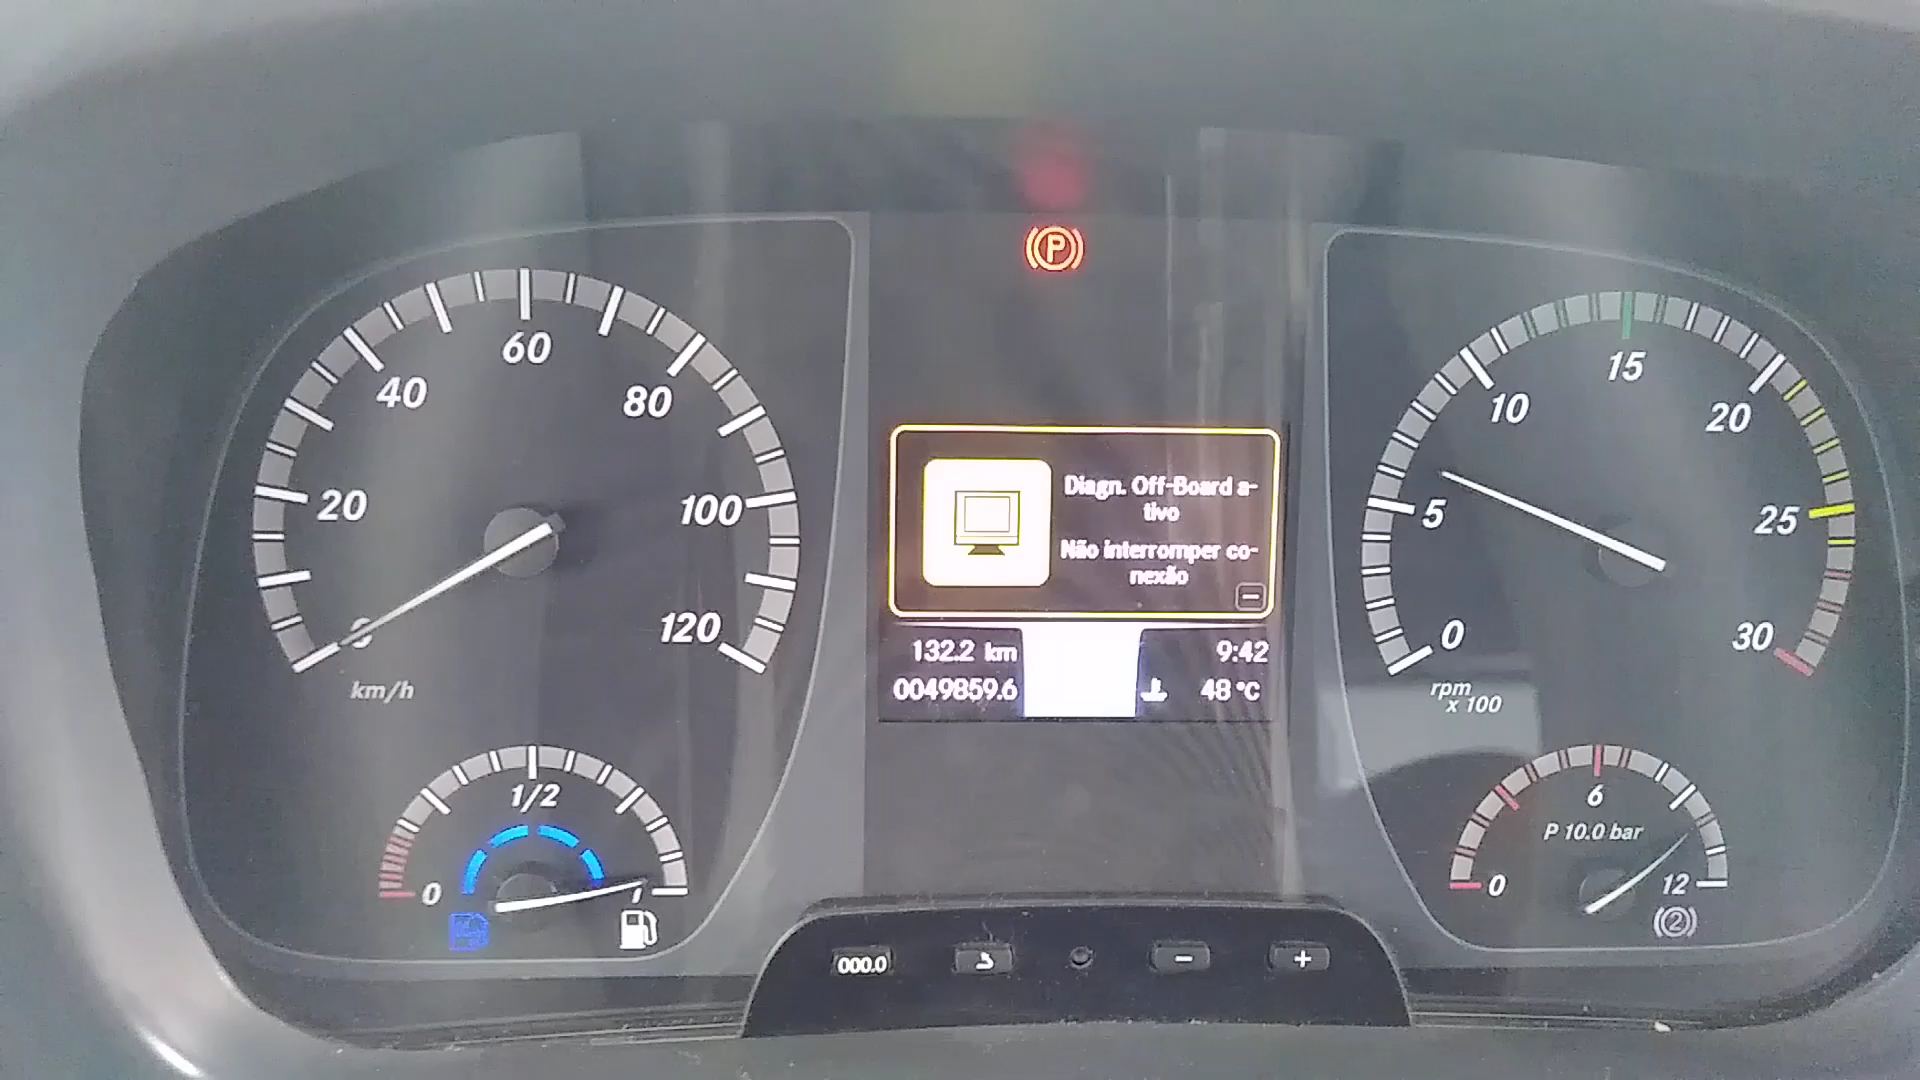 P
0
20
40
60
80
100
120
km/h
Diagn. Off-Board a-
tivo
Não interromper co-
nexão
132.2 km
9:42
0049859.6
48 °C
0
5
10
15
20
25
30
rpm
x 100
0
1/2
1
0
6
12
P 10.0 bar
2
000.0